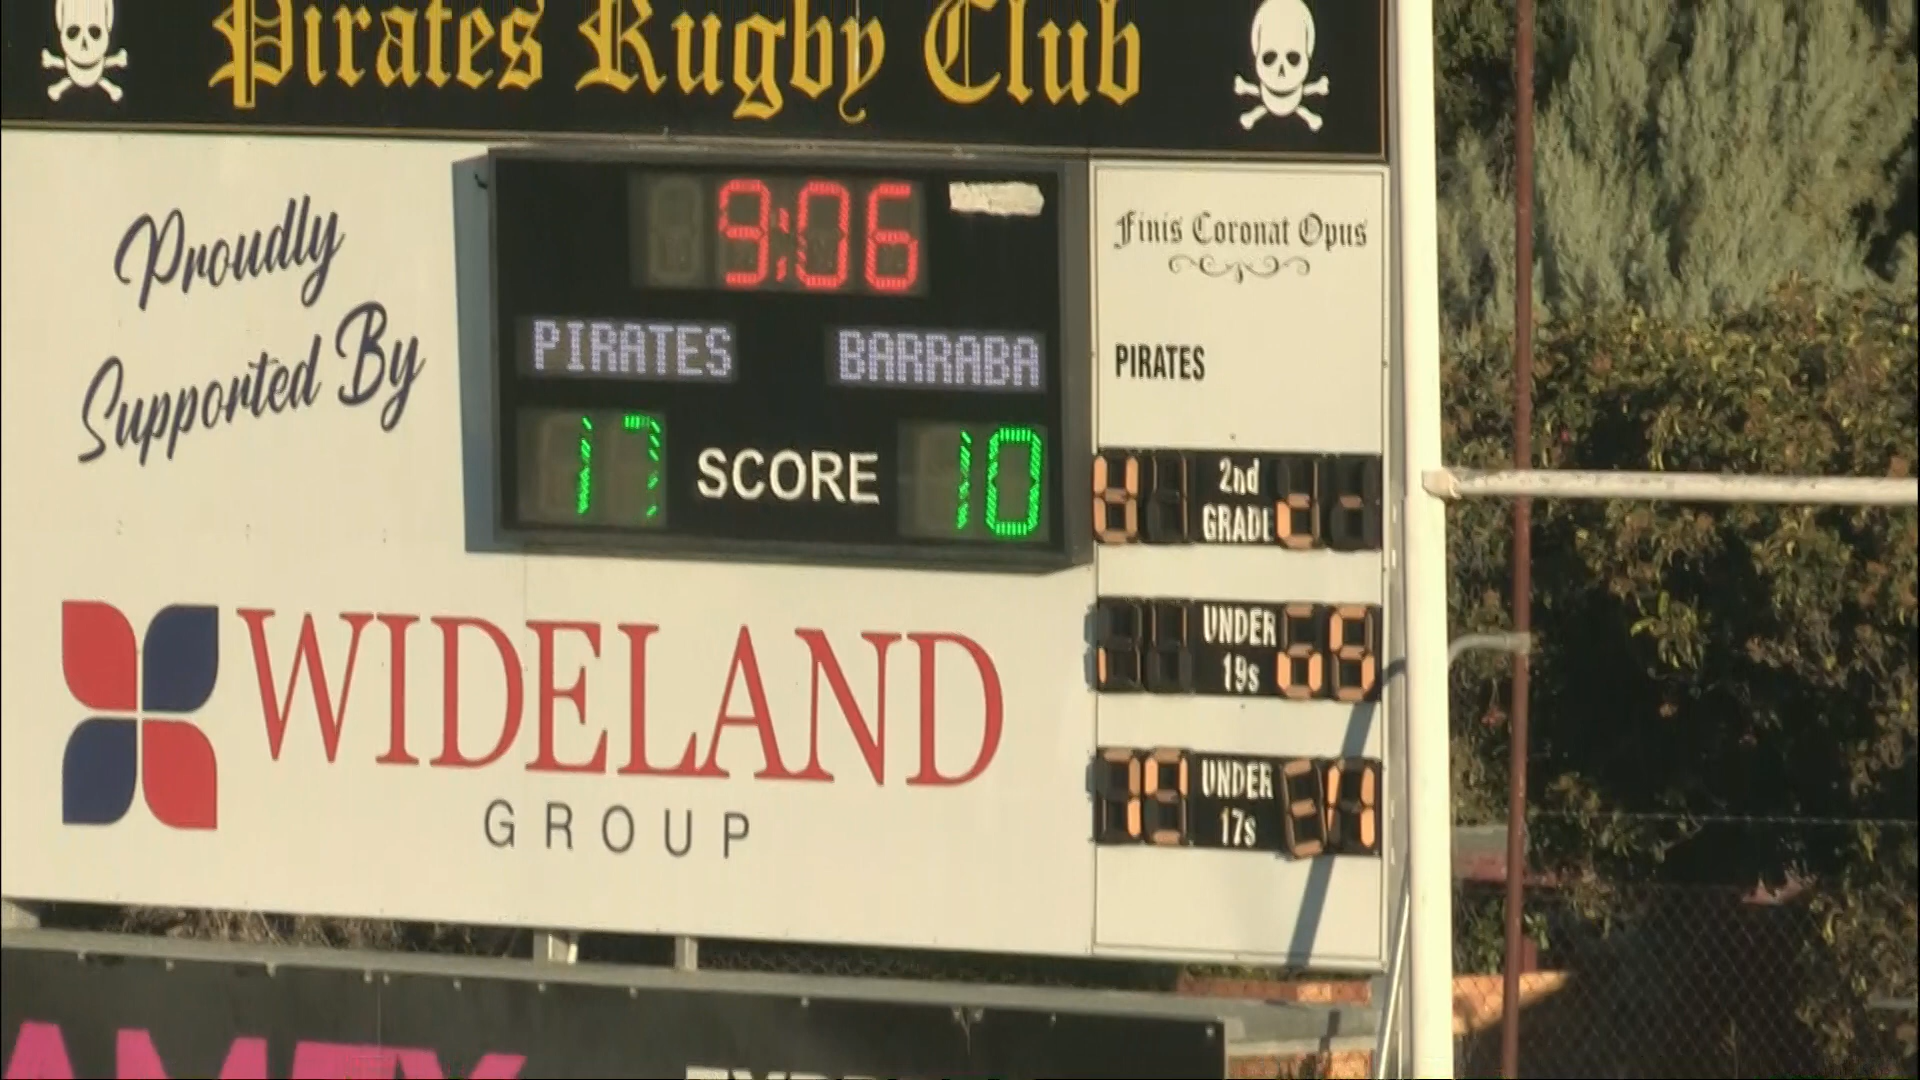 Pirates Rugby Club
Proudly
Supported By
9:06
PIRATES BARRABA
17 SCORE 10
WIDELAND
GROUP
Finis Coronat Opus
PIRATES
2nd
GRADE
UNDER
19s
UNDER
17s